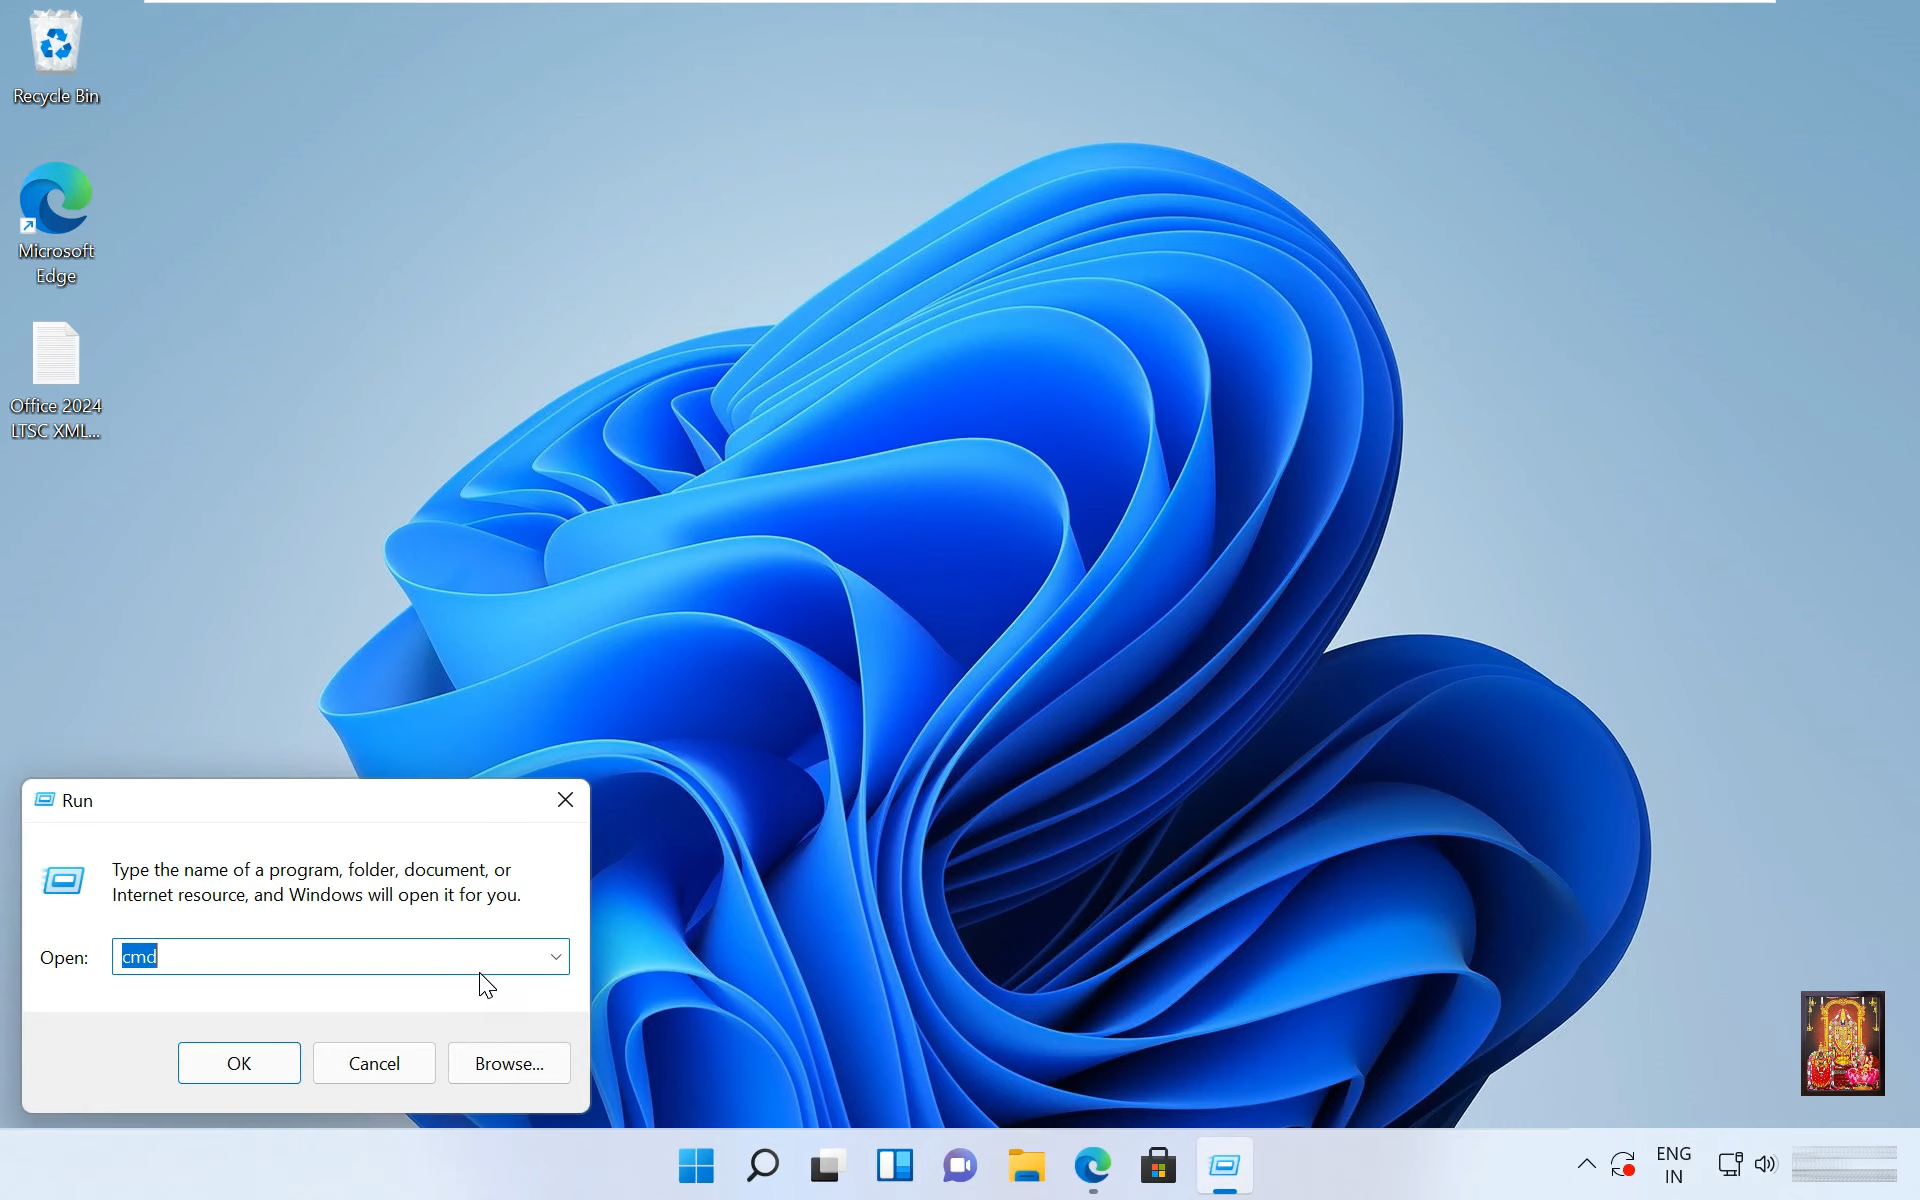 Recycle Bin
Microsoft
Edge
Office 2024
LTSC XML...
Run
Type the name of a program, folder, document, or
Internet resource, and Windows will open it for you.
Open:
cmd
OK
Cancel
Browse...
ENG
IN